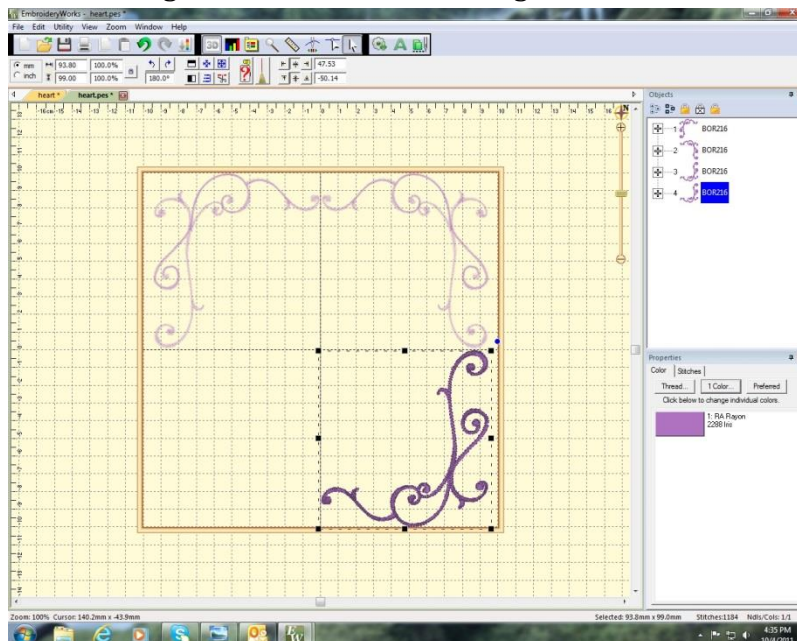 EmbroideryWorks - heart.pes *
File Edit Utility View Zoom Window Help
3D
A
mm 93.80 100.0% 47.53
inch 99.00 100.0% 180.0° -50.14
heart * heart.pes *
Objects
1 BOR216
2 BOR216
3 BOR216
4 BOR216
N
Properties
Color Stitches
Thread... 1 Color... Preferred
Click below to change individual colors.
1: RA Rayon
2288 Iris
Zoom: 100% Cursor: 140.2mm x -43.9mm Selected: 93.8mm x 99.0mm Stitches:1184 Ndls/Cols: 1/1
4:35 PM
10/4/2011